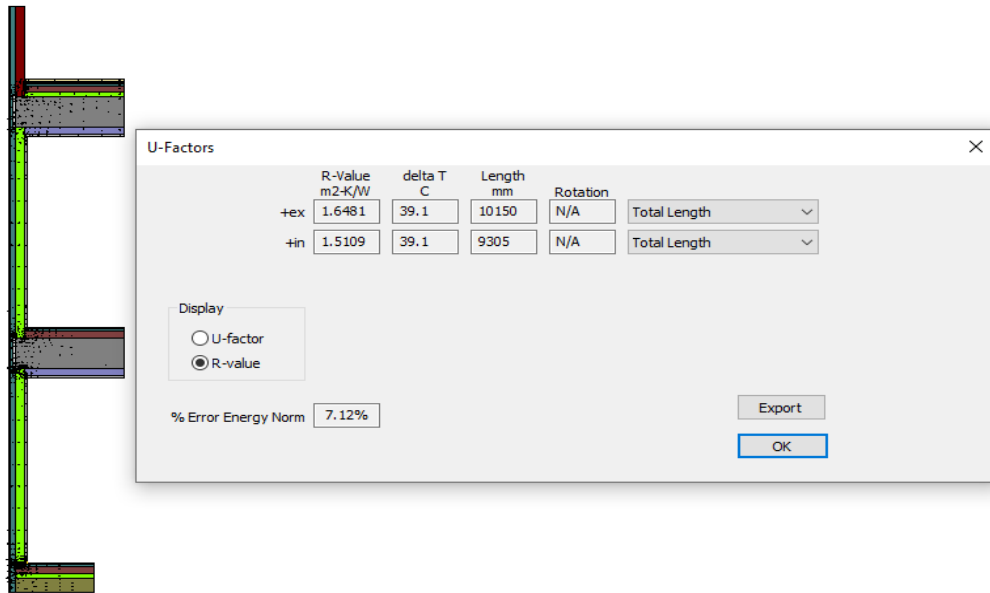 U-Factors
R-Value delta T Length
m2-K/W C mm Rotation
+ex 1.6481 39.1 10150 N/A Total Length
+in 1.5109 39.1 9305 N/A Total Length
Display
U-factor
R-value
% Error Energy Norm 7.12%
Export
OK